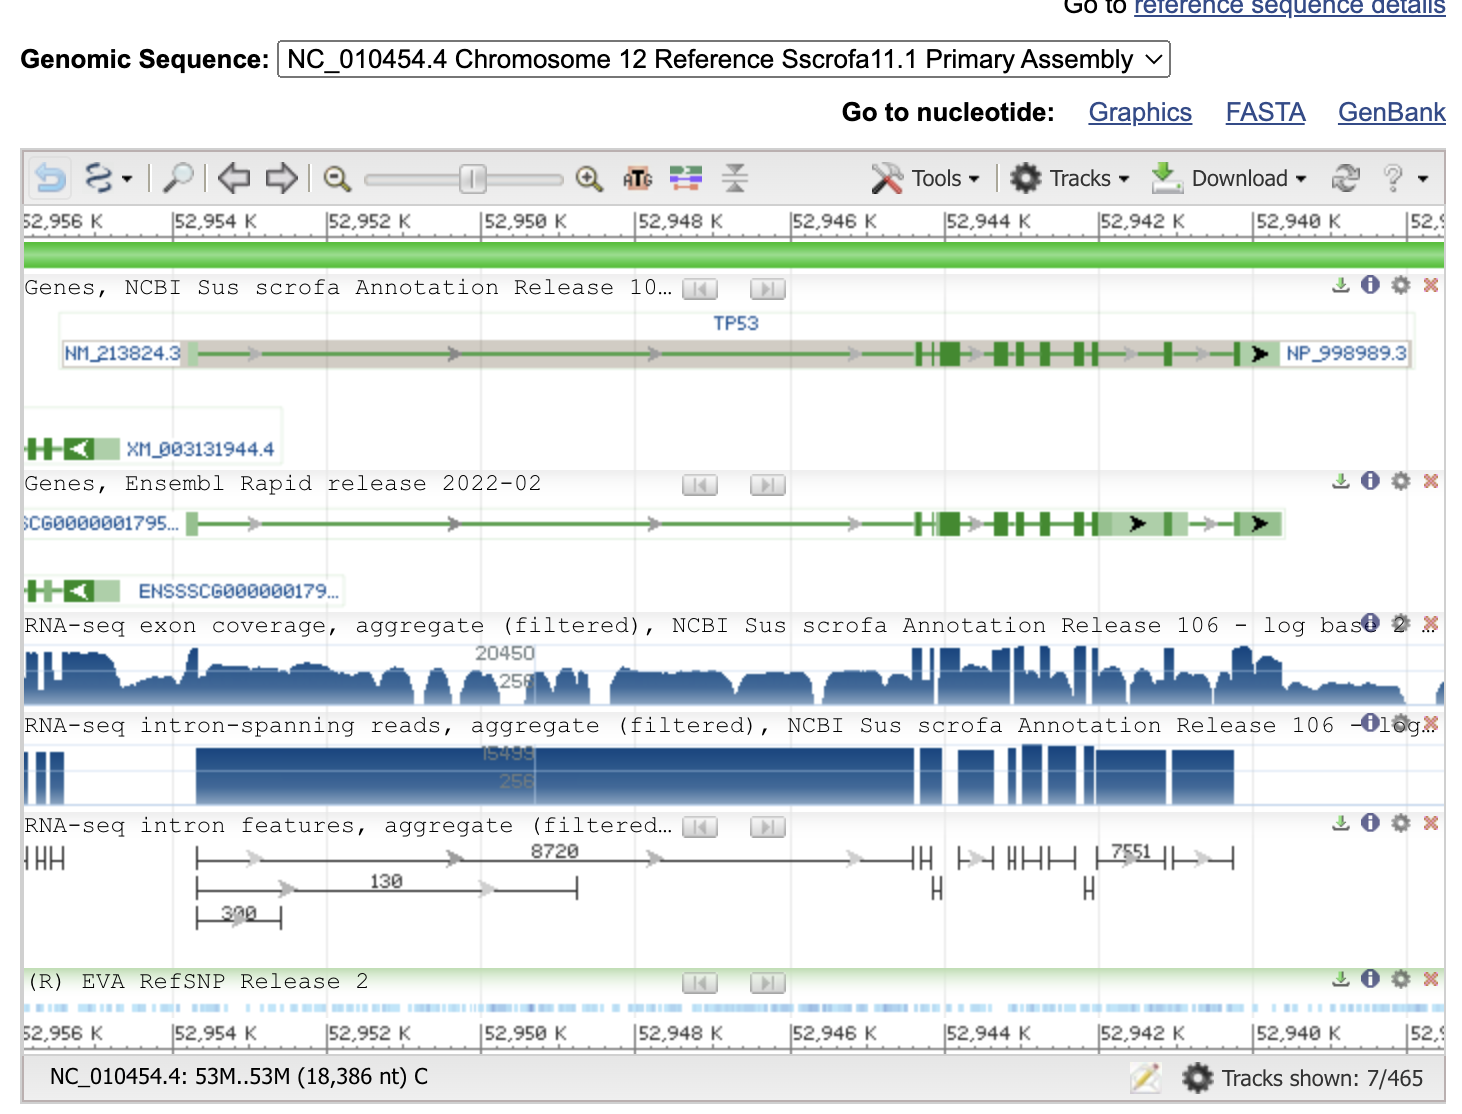 Go to reference sequence details
Genomic Sequence: NC_010454.4 Chromosome 12 Reference Sscrofa11.1 Primary Assembly
Go to nucleotide: Graphics FASTA GenBank
ATG Tools Tracks Download ?
52,956 K 52,954 K 52,952 K 52,950 K 52,948 K 52,946 K 52,944 K 52,942 K 52,940 K 52,9
Genes, NCBI Sus scrofa Annotation Release 10…
TP53
NM_213824.3 NP_998989.3
XM_003131944.4
Genes, Ensembl Rapid release 2022-02
SCG0000001795…
ENSSSCG000000179…
RNA-seq exon coverage, aggregate (filtered), NCBI Sus scrofa Annotation Release 106 - log base 2 …
20450
256
RNA-seq intron-spanning reads, aggregate (filtered), NCBI Sus scrofa Annotation Release 106 - log…
15499
256
RNA-seq intron features, aggregate (filtered…
8720 7551
130
300
(R) EVA RefSNP Release 2
52,956 K 52,954 K 52,952 K 52,950 K 52,948 K 52,946 K 52,944 K 52,942 K 52,940 K 52,9
NC_010454.4: 53M..53M (18,386 nt) C Tracks shown: 7/465